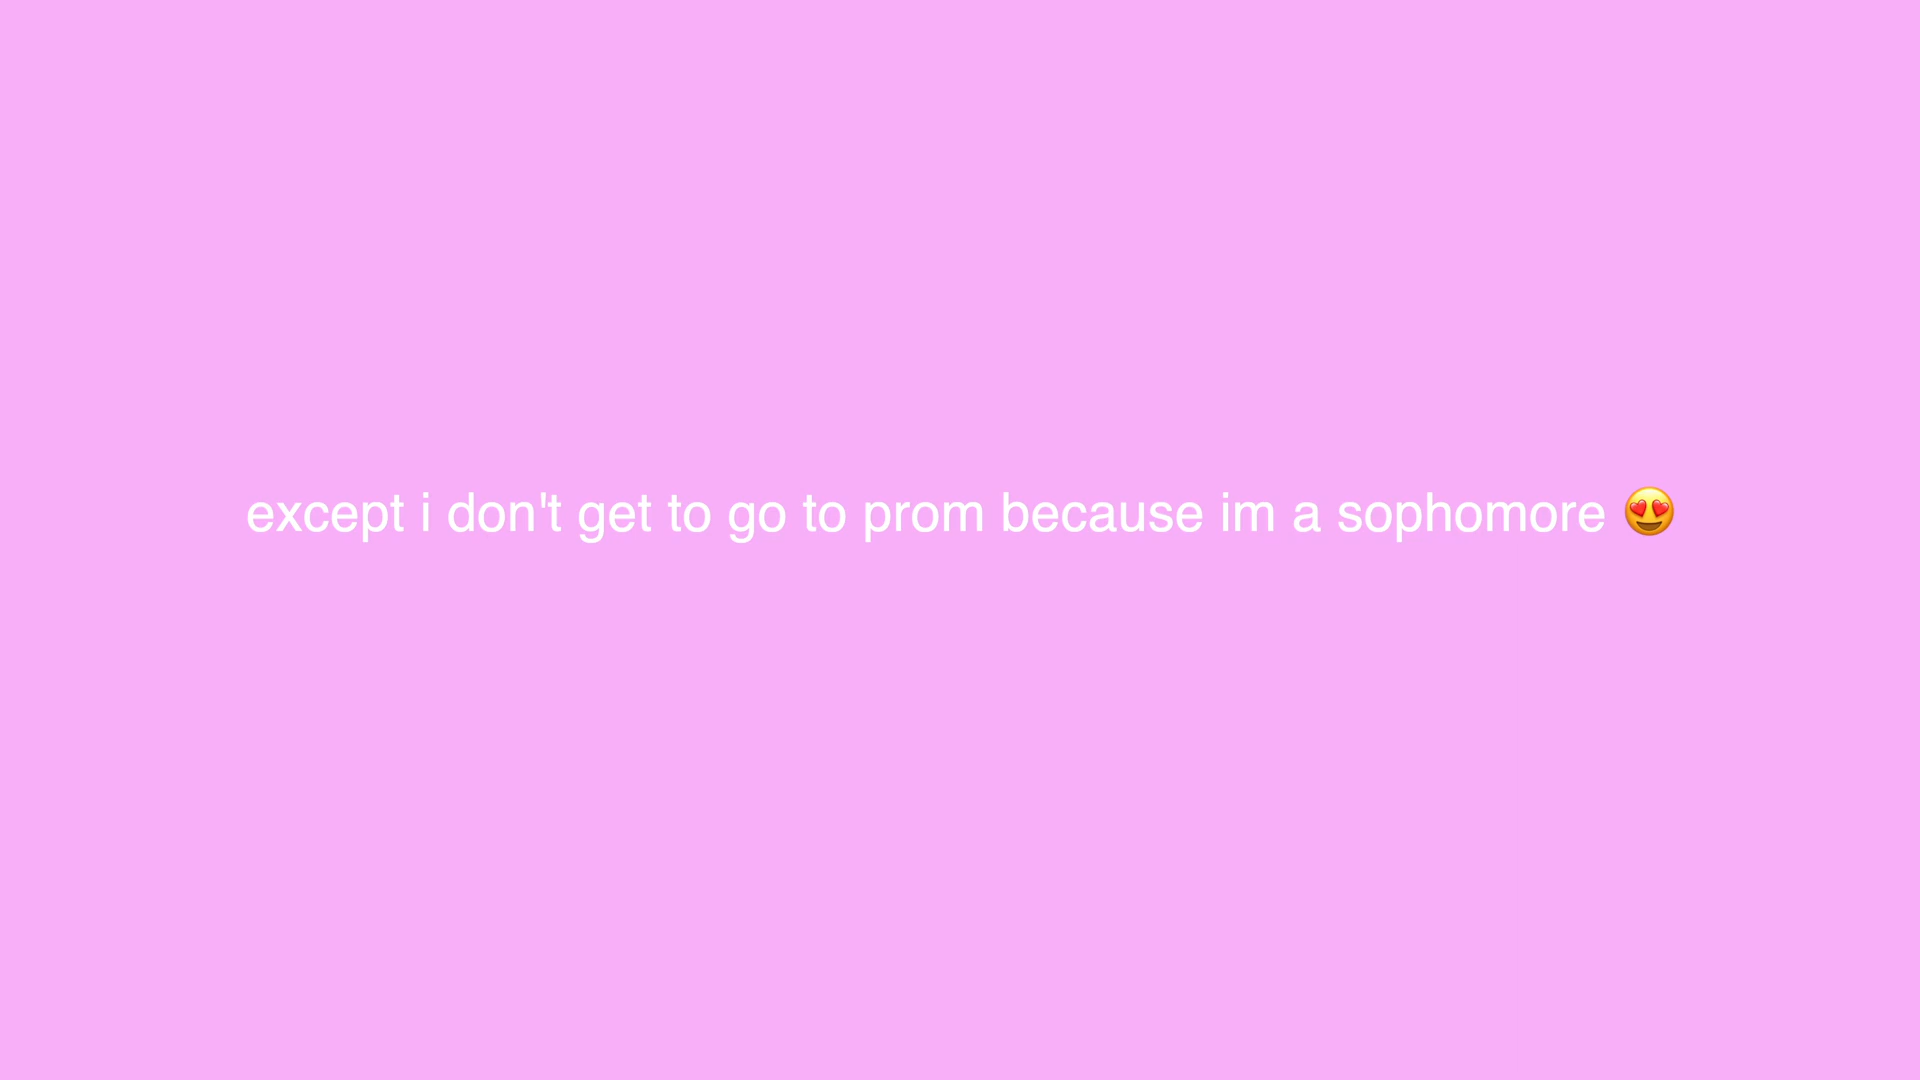 except i don't get to go to prom because im a sophomore 😍